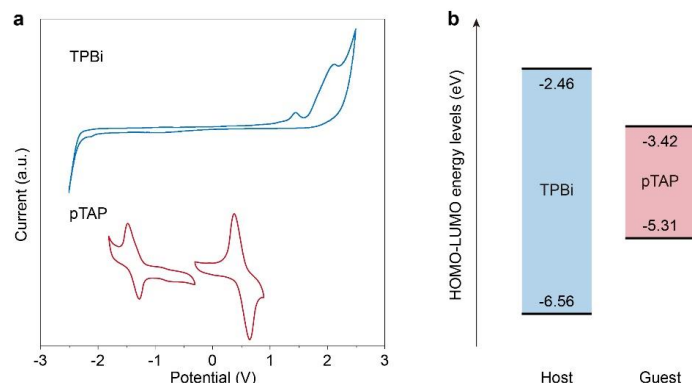 a
TPBi
pTAP
Current (a.u.)
-3
-2
-1
0
1
2
3
Potential (V)
b
HOMO-LUMO energy levels (eV)
-2.46
TPBi
-6.56
-3.42
pTAP
-5.31
Host
Guest